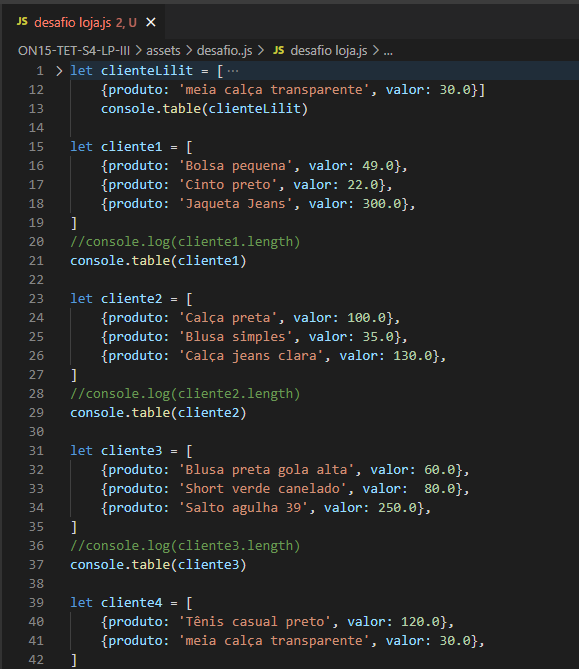 JS desafio loja.js 2, U ×
ON15-TET-S4-LP-III > assets > desafio..js > JS desafio loja.js > ...
1 > let clienteLilit = [ ···
12 {produto: 'meia calça transparente', valor: 30.0}]
13 console.table(clienteLilit)
14
15 let cliente1 = [
16 {produto: 'Bolsa pequena', valor: 49.0},
17 {produto: 'Cinto preto', valor: 22.0},
18 {produto: 'Jaqueta Jeans', valor: 300.0},
19 ]
20 //console.log(cliente1.length)
21 console.table(cliente1)
22
23 let cliente2 = [
24 {produto: 'Calça preta', valor: 100.0},
25 {produto: 'Blusa simples', valor: 35.0},
26 {produto: 'Calça jeans clara', valor: 130.0},
27 ]
28 //console.log(cliente2.length)
29 console.table(cliente2)
30
31 let cliente3 = [
32 {produto: 'Blusa preta gola alta', valor: 60.0},
33 {produto: 'Short verde canelado', valor:  80.0},
34 {produto: 'Salto agulha 39', valor: 250.0},
35 ]
36 //console.log(cliente3.length)
37 console.table(cliente3)
38
39 let cliente4 = [
40 {produto: 'Tênis casual preto', valor: 120.0},
41 {produto: 'meia calça transparente', valor: 30.0},
42 ]